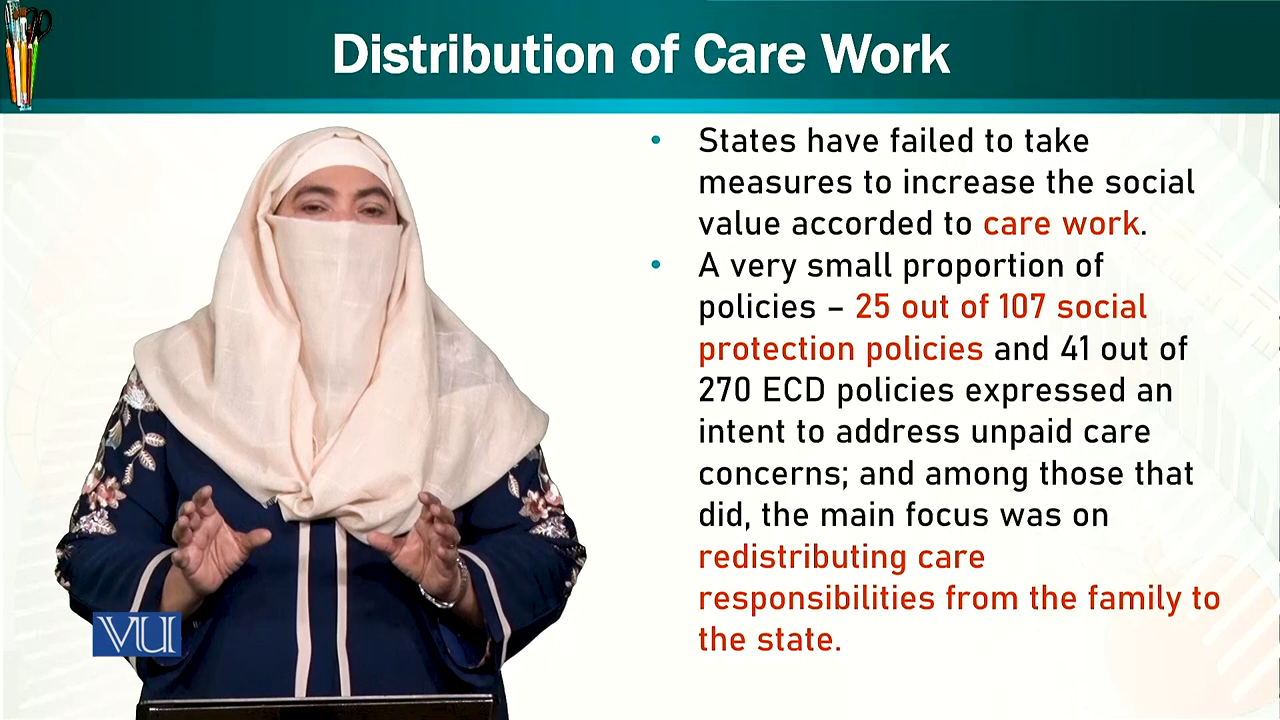 Distribution of Care Work
• States have failed to take
measures to increase the social
value accorded to care work.
• A very small proportion of
policies – 25 out of 107 social
protection policies and 41 out of
270 ECD policies expressed an
intent to address unpaid care
concerns; and among those that
did, the main focus was on
redistributing care
responsibilities from the family to
the state.
VU